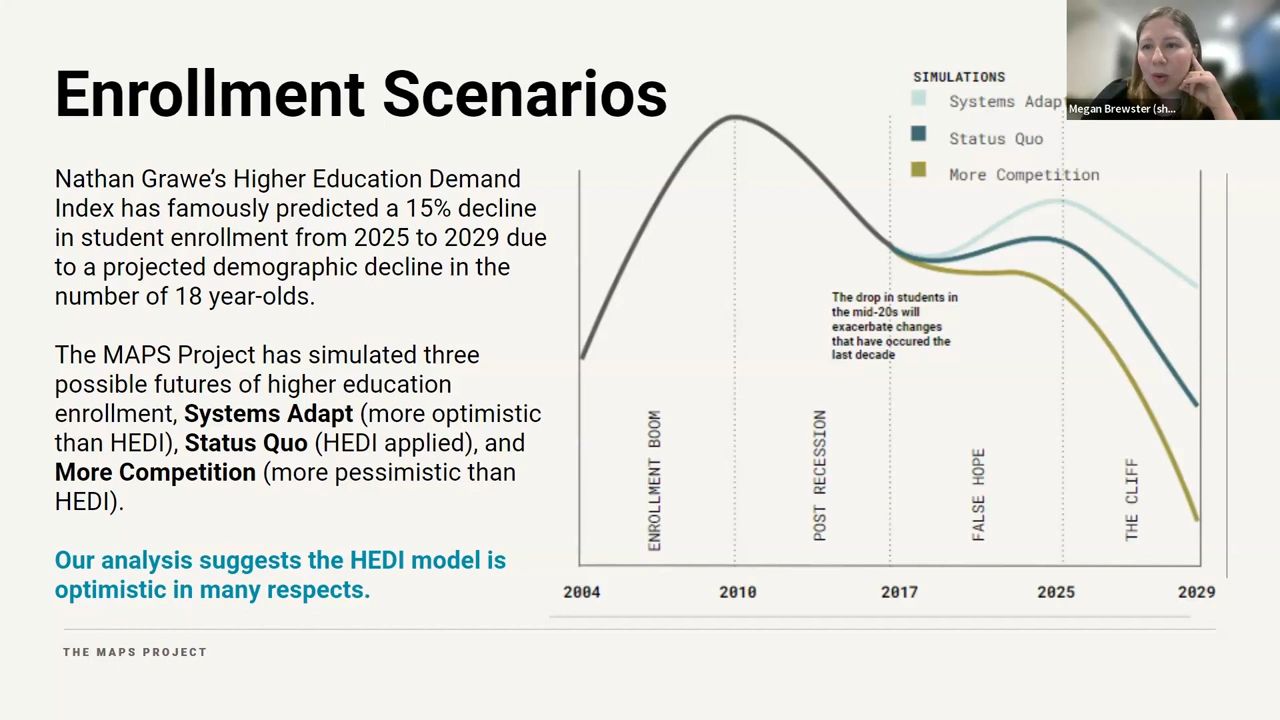 Enrollment Scenarios
Nathan Grawe's Higher Education Demand
Index has famously predicted a 15% decline
in student enrollment from 2025 to 2029 due
to a projected demographic decline in the
number of 18 year-olds.
The MAPS Project has simulated three
possible futures of higher education
enrollment, Systems Adapt (more optimistic
than HEDI), Status Quo (HEDI applied), and
More Competition (more pessimistic than
HEDI).
Our analysis suggests the HEDI model is
optimistic in many respects.
THE MAPS PROJECT
SIMULATIONS
Systems Adap
Status Quo
More Competition
The drop in students in
the mid-20s will
exacerbate changes
that have occured the
last decade
ENROLLMENT BOOM
POST RECESSION
FALSE HOPE
THE CLIFF
2004
2010
2017
2025
2029
Megan Brewster (sh...